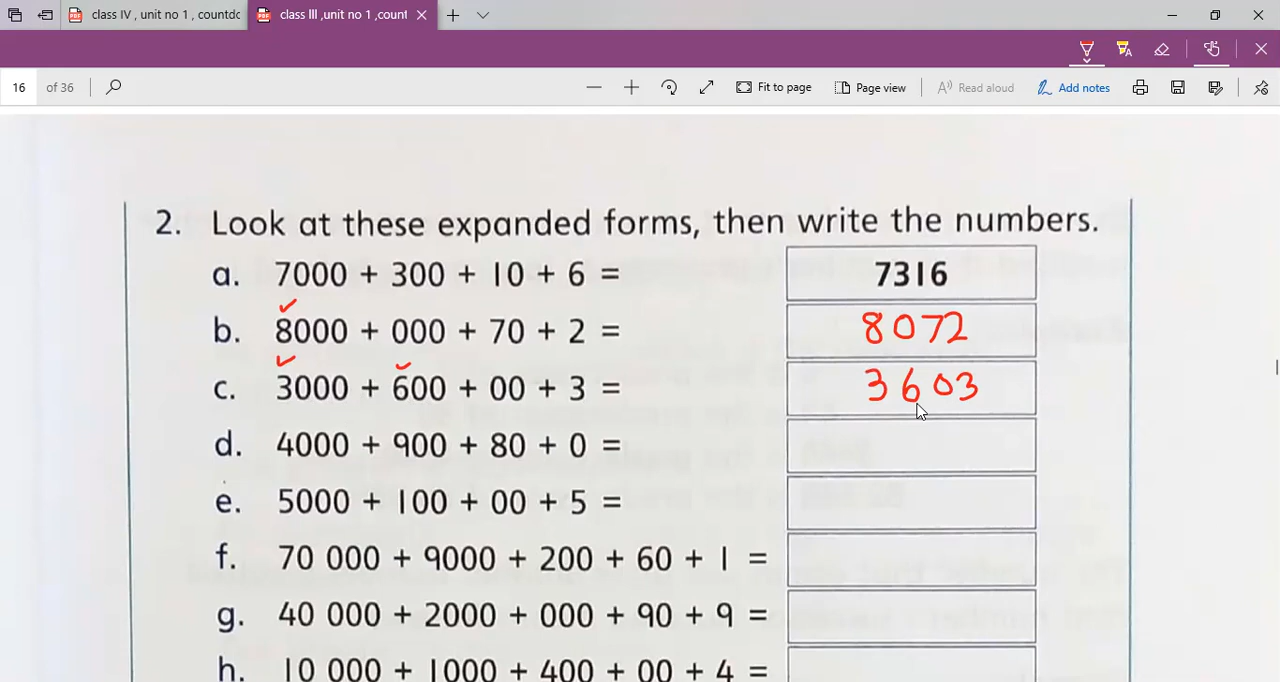 class IV , unit no 1 , countdo
class III ,unit no 1 ,count
16 of 36
Fit to page
Page view
Read aloud
Add notes
2. Look at these expanded forms, then write the numbers.
a. 7000 + 300 + 10 + 6 = 7316
b. 8000 + 000 + 70 + 2 = 8072
c. 3000 + 600 + 00 + 3 = 3603
d. 4000 + 900 + 80 + 0 =
e. 5000 + 100 + 00 + 5 =
f. 70 000 + 9000 + 200 + 60 + 1 =
g. 40 000 + 2000 + 000 + 90 + 9 =
h. 10 000 + 1000 + 400 + 00 + 4 =